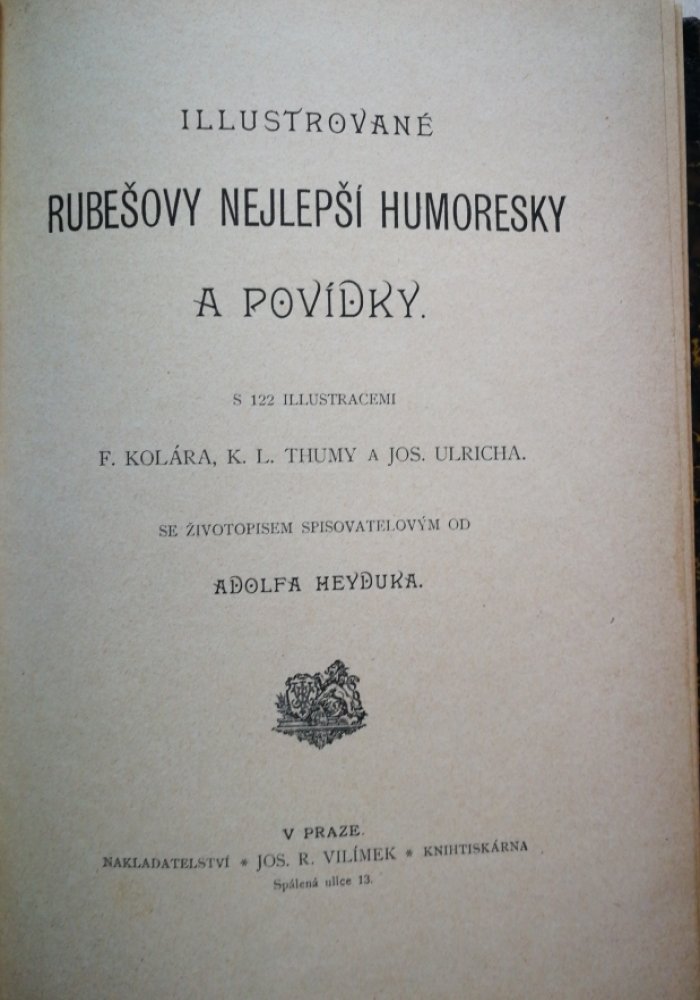 ILLUSTROVANÉ
RUBEŠOVY NEJLEPŠÍ HUMORESKY
A POVÍDKY.
S 122 ILLUSTRACEMI
F. KOLÁRA, K. L. THUMY A JOS. ULRICHA.
SE ŽIVOTOPISEM SPISOVATELOVÝM OD
ADOLFA HEYDUKA.
V PRAZE.
NAKLADATELSTVÍ * JOS. R. VILÍMEK * KNIHTISKÁRNA
Spálená ulice 13.